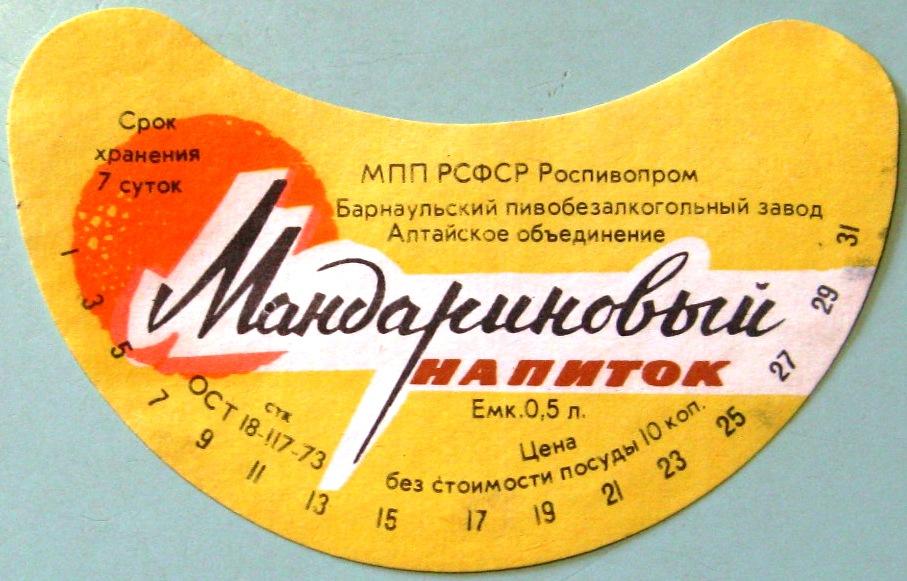 Срок
хранения
7 суток
МПП РСФСР Роспивопром
Барнаульский пивобезалкогольный завод
Алтайское объединение
Мандариновый
НАПИТОК
Емк.0,5 л.
ОСТ 18-117-73
сутк
Цена
без стоимости посуды 10 коп.
1 3 5 7 9 11 13 15 17 19 21 23 25 27 29 31